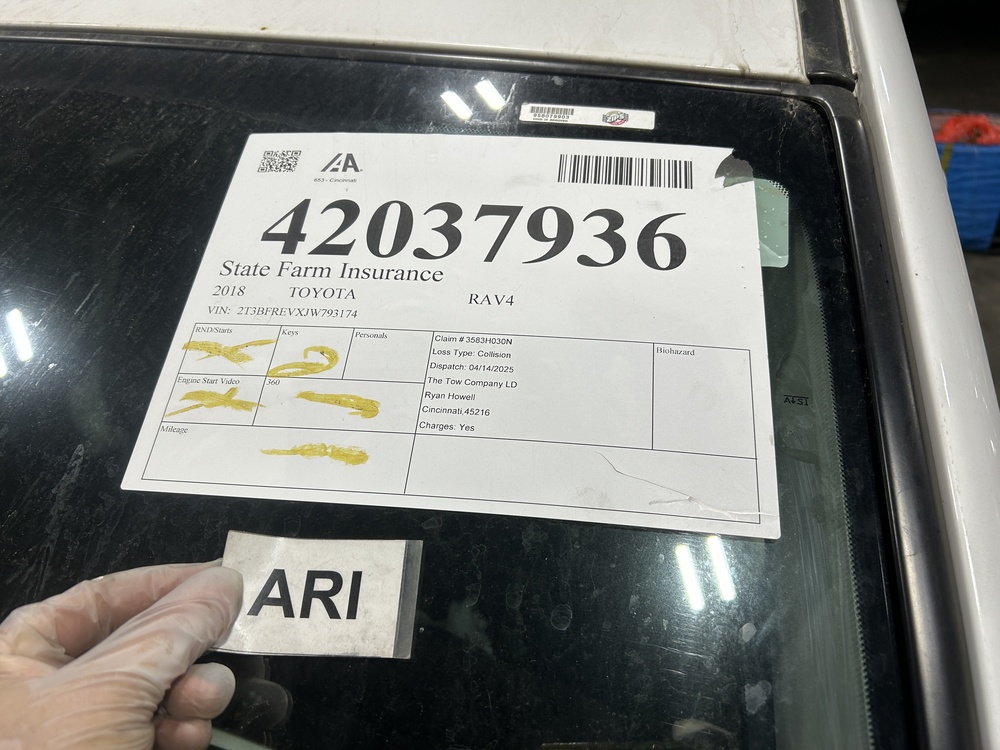 958079903
IAA
653 - Cincinnati
42037936
State Farm Insurance
2018 TOYOTA RAV4
VIN: 2T3BFREVXJW793174
RND/Starts
Keys
Personals
Engine Start Video
360
Mileage
Claim # 3583H030N
Loss Type: Collision
Dispatch: 04/14/2025
The Tow Company LD
Ryan Howell
Cincinnati,45216
Charges: Yes
Biohazard
ARI